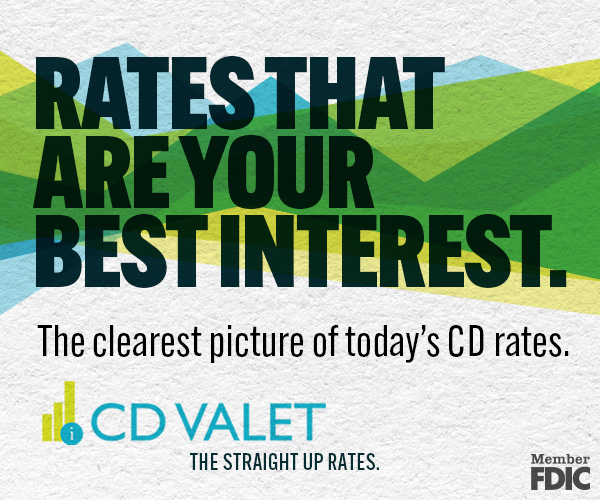 RATES THAT
ARE YOUR
BEST INTEREST.
The clearest picture of today's CD rates.
i
CD VALET
THE STRAIGHT UP RATES.
Member
FDIC